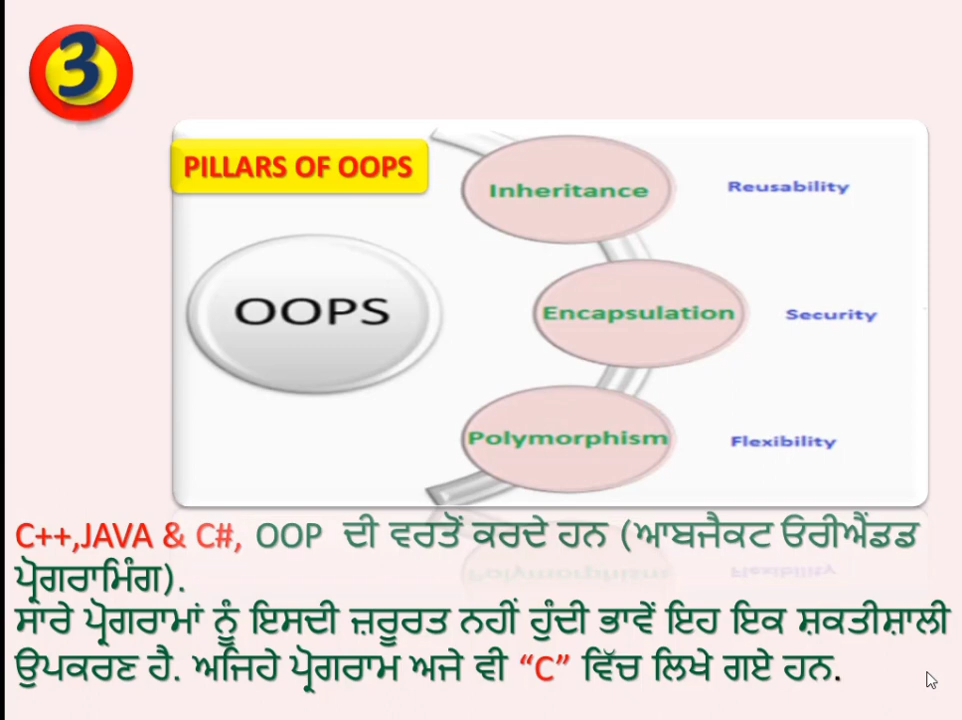 3
PILLARS OF OOPS
Inheritance
Reusability
OOPS
Encapsulation
Security
Polymorphism
Flexibility
C++,JAVA & C#, OOP ਦੀ ਵਰਤੋਂ ਕਰਦੇ ਹਨ (ਆਬਜੈਕਟ ਓਰੀਐਂਡਡ
ਪ੍ਰੋਗਰਾਮਿੰਗ).
ਸਾਰੇ ਪ੍ਰੋਗਰਾਮਾਂ ਨੂੰ ਇਸਦੀ ਜ਼ਰੂਰਤ ਨਹੀਂ ਹੁੰਦੀ ਭਾਵੇਂ ਇਹ ਇਕ ਸ਼ਕਤੀਸ਼ਾਲੀ
ਉਪਕਰਣ ਹੈ. ਅਜਿਹੇ ਪ੍ਰੋਗਰਾਮ ਅਜੇ ਵੀ “C” ਵਿੱਚ ਲਿਖੇ ਗਏ ਹਨ.